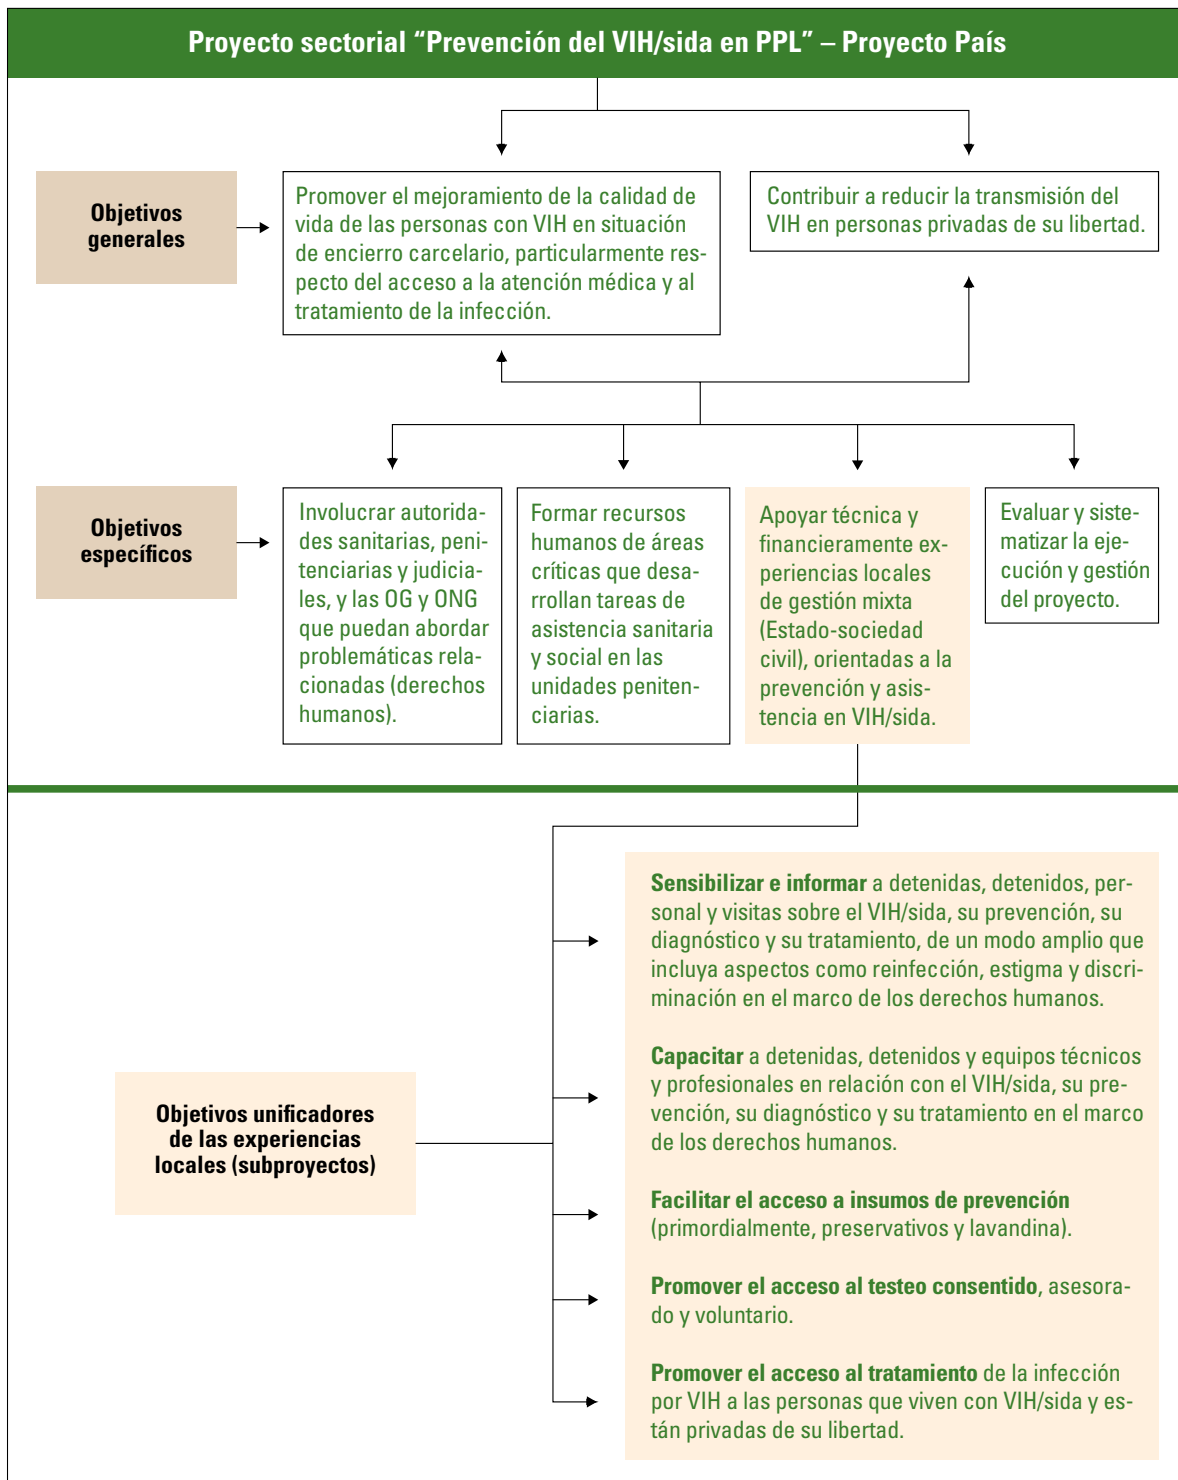 Proyecto sectorial “Prevención del VIH/sida en PPL” – Proyecto País
Objetivos
generales
Promover el mejoramiento de la calidad de
vida de las personas con VIH en situación
de encierro carcelario, particularmente res-
pecto del acceso a la atención médica y al
tratamiento de la infección.
Contribuir a reducir la transmisión del
VIH en personas privadas de su libertad.
Objetivos
específicos
Involucrar autorida-
des sanitarias, peni-
tenciarias y judicia-
les, y las OG y ONG
que puedan abordar
problemáticas rela-
cionadas (derechos
humanos).
Formar recursos
humanos de áreas
críticas que desa-
rrollan tareas de
asistencia sanitaria
y social en las
unidades peniten-
ciarias.
Apoyar técnica y
financieramente ex-
periencias locales
de gestión mixta
(Estado-sociedad
civil), orientadas a la
prevención y asis-
tencia en VIH/sida.
Evaluar y siste-
matizar la eje-
cución y gestión
del proyecto.
Objetivos unificadores
de las experiencias
locales (subproyectos)
Sensibilizar e informar a detenidas, detenidos, per-
sonal y visitas sobre el VIH/sida, su prevención, su
diagnóstico y su tratamiento, de un modo amplio que
incluya aspectos como reinfección, estigma y discri-
minación en el marco de los derechos humanos.
Capacitar a detenidas, detenidos y equipos técnicos
y profesionales en relación con el VIH/sida, su pre-
vención, su diagnóstico y su tratamiento en el marco
de los derechos humanos.
Facilitar el acceso a insumos de prevención
(primordialmente, preservativos y lavandina).
Promover el acceso al testeo consentido, asesora-
do y voluntario.
Promover el acceso al tratamiento de la infección
por VIH a las personas que viven con VIH/sida y es-
tán privadas de su libertad.